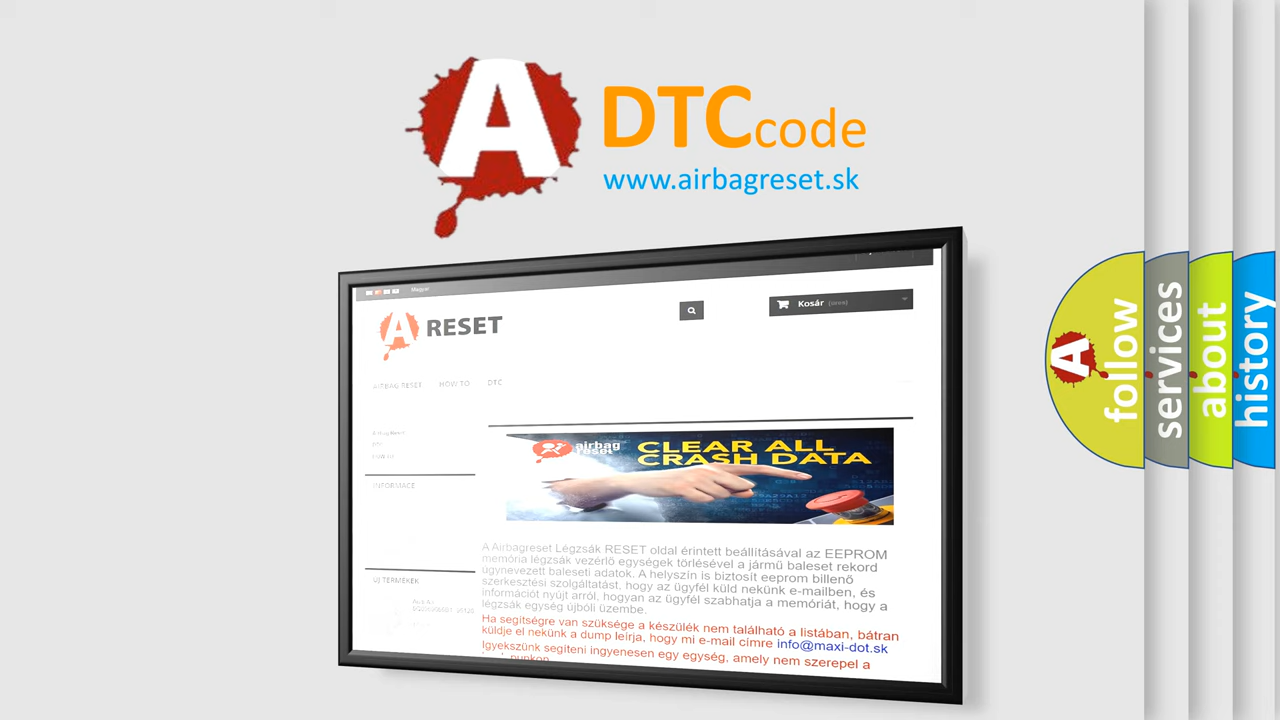 A
DTCcode
www.airbagreset.sk
Magyar
A RESET
Kosár (üres)
AIRBAG RESET HOW TO DTC
INFORMACE
airbag
reset
CLEAR ALL
CRASH DATA
A Airbagreset Légzsák RESET oldal érintett beállításával az EEPROM
memória légzsák vezérlő egységek törlésével a jármű baleset rekord
úgynevezett baleseti adatok. A helyszín is biztosít eeprom billenő
szerkesztési szolgáltatást, hogy az ügyfél küld nekünk e-mailben, és
információt nyújt arról, hogyan az ügyfél szabhatja a memóriát, hogy a
légzsák egység újbóli üzembe.
Ha segítségre van szüksége a készülék nem található a listában, bátran
küldje el nekünk a dump leírja, hogy mi e-mail címre info@maxi-dot.sk
Igyekszünk segíteni ingyenesen egy egység, amely nem szerepel a
ÚJ TERMÉKEK
A
follow
services
about
history